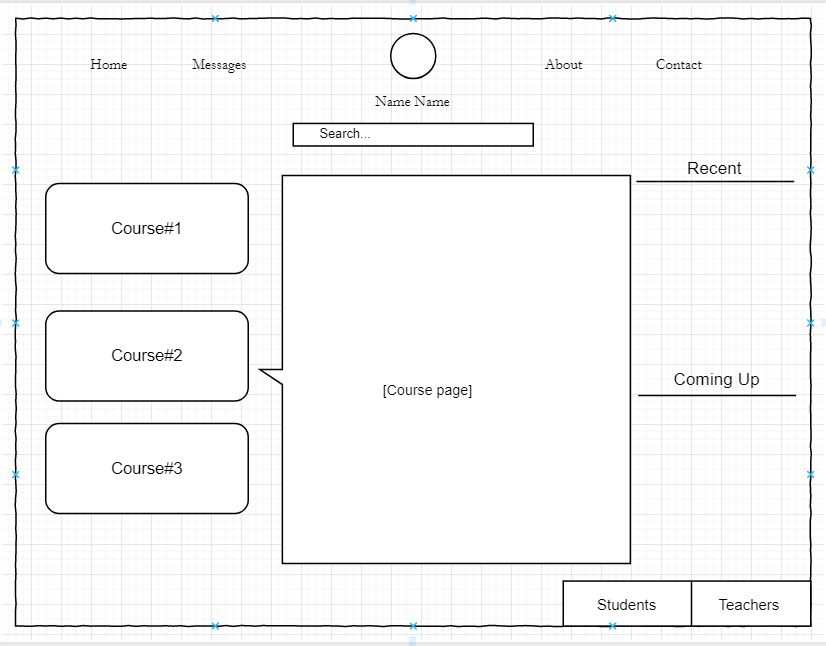 Home
Messages
About
Contact
Name Name
Search...
Recent
Course#1
Course#2
Coming Up
[Course page]
Course#3
Students
Teachers